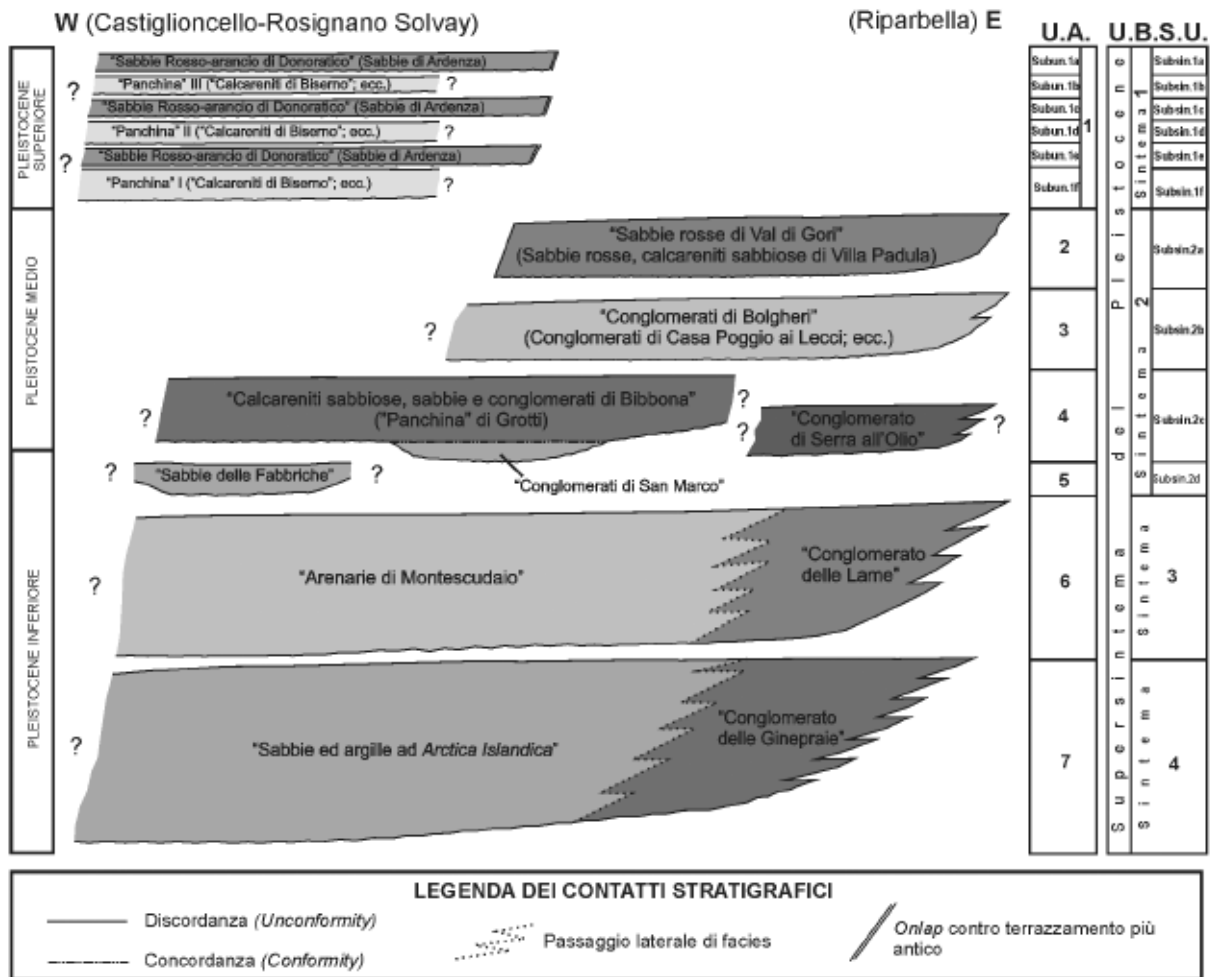 W (Castiglioncello-Rosignano Solvay)
(Riparbella) E
U.A.
U.B.S.U.
PLEISTOCENE SUPERIORE
PLEISTOCENE MEDIO
PLEISTOCENE INFERIORE
"Sabbie Rosso-arancio di Donoratico" (Sabbie di Ardenza)
? "Panchina" III ("Calcareniti di Biserno"; ecc.) ?
"Sabbie Rosso-arancio di Donoratico" (Sabbie di Ardenza)
"Panchina" II ("Calcareniti di Biserno"; ecc.) ?
? "Sabbie Rosso-arancio di Donoratico" (Sabbie di Ardenza)
"Panchina" I ("Calcareniti di Biserno"; ecc.) ?
"Sabbie rosse di Val di Gori"
(Sabbie rosse, calcareniti sabbiose di Villa Padula)
?
"Conglomerati di Bolgheri"
(Conglomerati di Casa Poggio ai Lecci; ecc.)
?
"Calcareniti sabbiose, sabbie e conglomerati di Bibbona"
("Panchina" di Grotti)
?
?
"Conglomerato
di Serra all'Olio"
?
?
"Sabbie delle Fabbriche"
?
"Conglomerati di San Marco"
?
"Arenarie di Montescudaio"
"Conglomerato
delle Lame"
?
"Sabbie ed argille ad Arctica Islandica"
"Conglomerato
delle Ginepraie"
Subun.1a
Subun.1b
Subun.1c
Subun.1d
Subun.1e
Subun.1f
1
2
3
4
5
6
7
Supersintema del Pleistocene
Sintema 1
sintema 2
Sintema 3
sintema 4
Subsin.1a
Subsin.1b
Subsin.1c
Subsin.1d
Subsin.1e
Subsin.1f
Subsin.2a
Subsin.2b
Subsin.2c
Subsin.2d
LEGENDA DEI CONTATTI STRATIGRAFICI
Discordanza (Unconformity)
Concordanza (Conformity)
Passaggio laterale di facies
Onlap contro terrazzamento più
antico